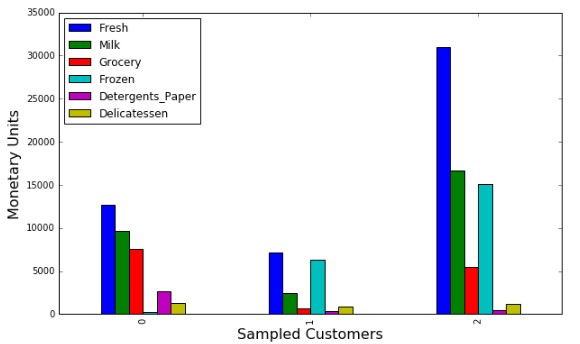 35000
30000
25000
20000
15000
10000
5000
0
Monetary Units
Fresh
Milk
Grocery
Frozen
Detergents_Paper
Delicatessen
0
1
2
Sampled Customers